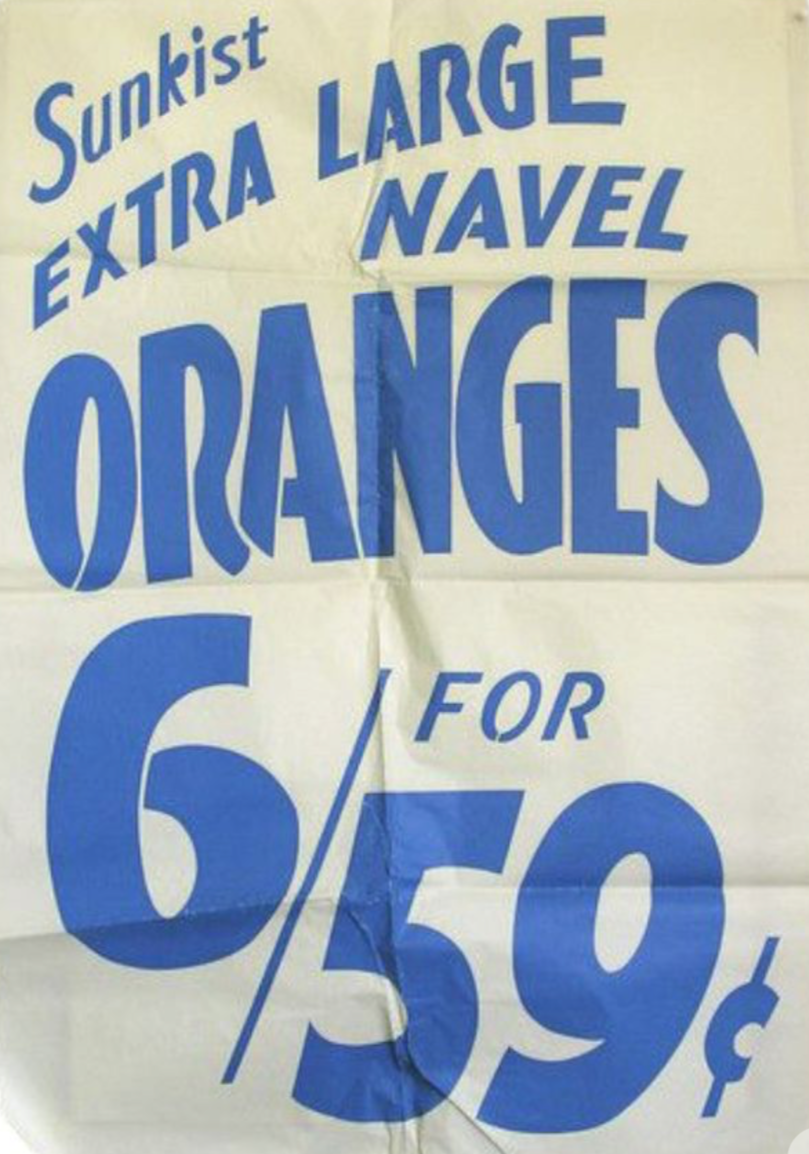 Sunkist
EXTRA LARGE
NAVEL
ORANGES
6/FOR
59¢